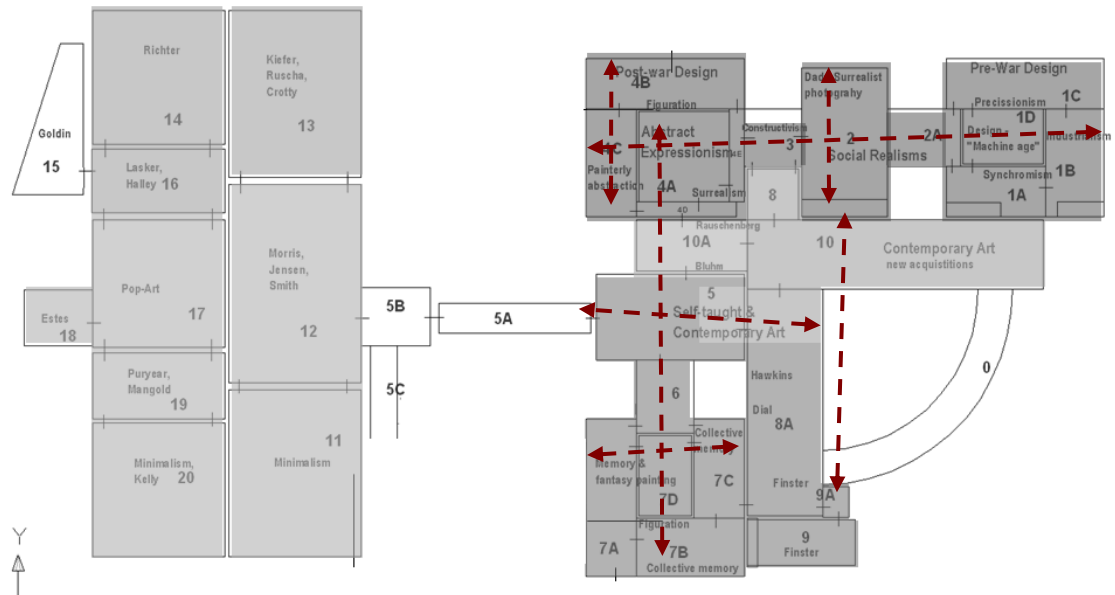 Richter
14
Kiefer,
Ruscha,
Crotty
13
Goldin
15
Lasker,
Halley 16
Morris,
Jensen,
Smith
12
Pop-Art
17
Estes
18
Puryear,
Mangold
19
Minimalism,
Kelly 20
11
Minimalism
5B
5A
5C
Post-war Design
4B
Figuration
Abstract
Expressionism
4E
4C
Painterly
abstraction
4A
Surrealism
4D
Constructivism
3
Dada Surrealist
photograhy
2
Social Realisms
2A
Pre-War Design
1C
Precissionism
1D
Design -
"Machine age"
Industrialism
1B
Synchromism
1A
8
Rauschenberg
10A
Bluhm
10
Contemporary Art
new acquistitions
5
Self-taught &
Contemporary Art
6
Hawkins
Dial
8A
Finster
9A
9
Finster
0
Collective
memory
Memory &
fantasy painting
7D
7C
Figuration
7A
7B
Collective memory
Y